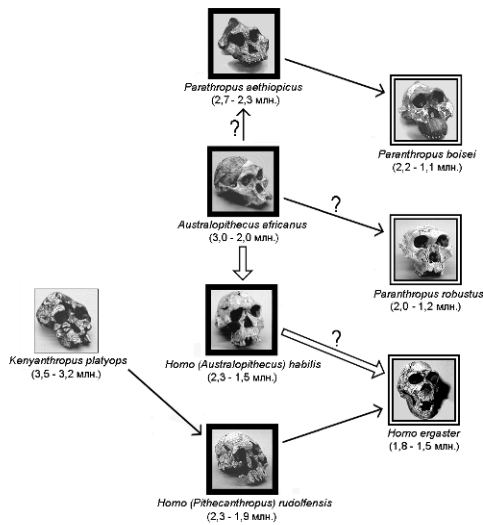 Parathropus aethiopicus
(2,7 - 2,3 млн.)
?
Paranthropus boisei
(2,2 - 1,1 млн.)
Australopithecus africanus
(3,0 - 2,0 млн.)
?
Paranthropus robustus
(2,0 - 1,2 млн.)
Kenyanthropus platyops
(3,5 - 3,2 млн.)
Homo (Australopithecus) habilis
(2,3 - 1,5 млн.)
?
Homo ergaster
(1,8 - 1,5 млн.)
Homo (Pithecanthropus) rudolfensis
(2,3 - 1,9 млн.)